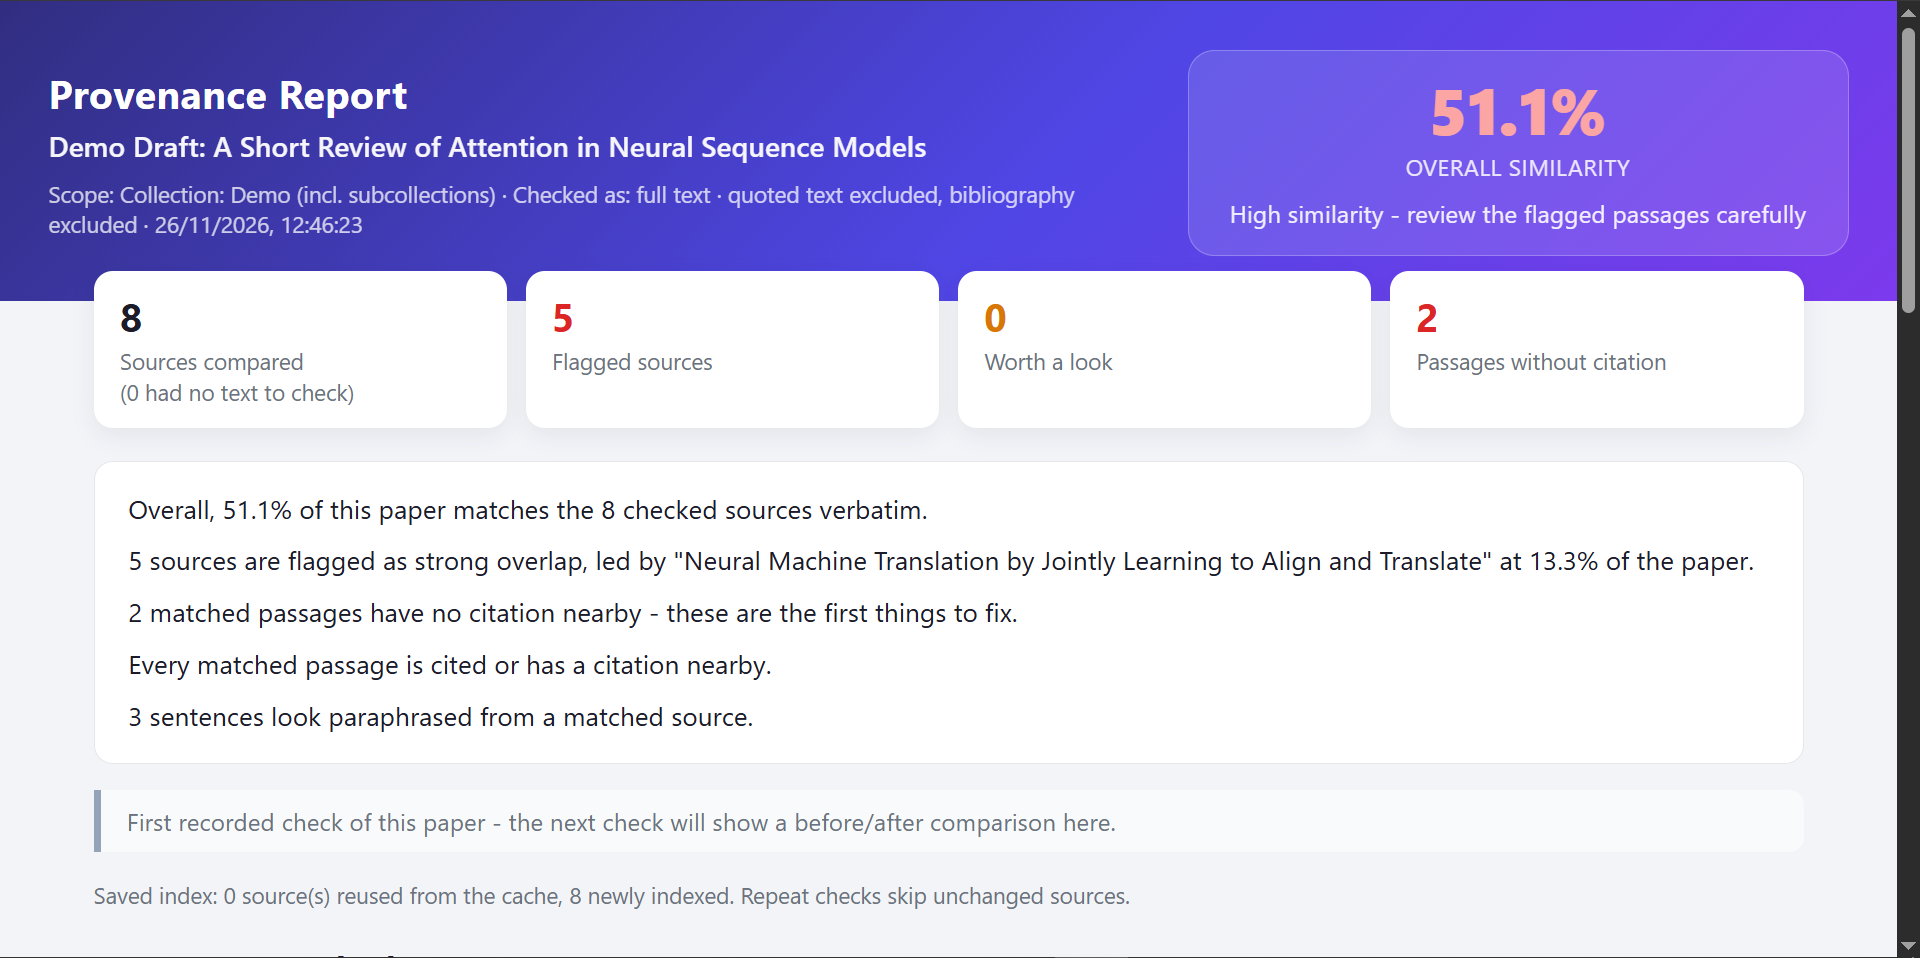 Provenance Report
Demo Draft: A Short Review of Attention in Neural Sequence Models
Scope: Collection: Demo (incl. subcollections) · Checked as: full text · quoted text excluded, bibliography
excluded · 26/11/2026, 12:46:23
51.1%
OVERALL SIMILARITY
High similarity - review the flagged passages carefully
8
Sources compared
(0 had no text to check)
5
Flagged sources
0
Worth a look
2
Passages without citation
Overall, 51.1% of this paper matches the 8 checked sources verbatim.
5 sources are flagged as strong overlap, led by "Neural Machine Translation by Jointly Learning to Align and Translate" at 13.3% of the paper.
2 matched passages have no citation nearby - these are the first things to fix.
Every matched passage is cited or has a citation nearby.
3 sentences look paraphrased from a matched source.
First recorded check of this paper - the next check will show a before/after comparison here.
Saved index: 0 source(s) reused from the cache, 8 newly indexed. Repeat checks skip unchanged sources.